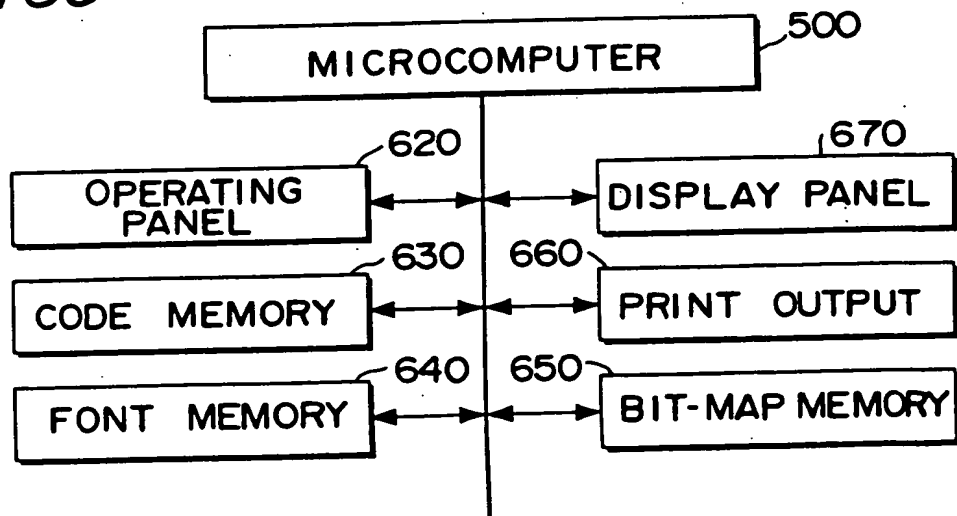 500
MICROCOMPUTER
620
670
OPERATING
PANEL
DISPLAY PANEL
630
660
CODE MEMORY
PRINT OUTPUT
640
650
FONT MEMORY
BIT-MAP MEMORY